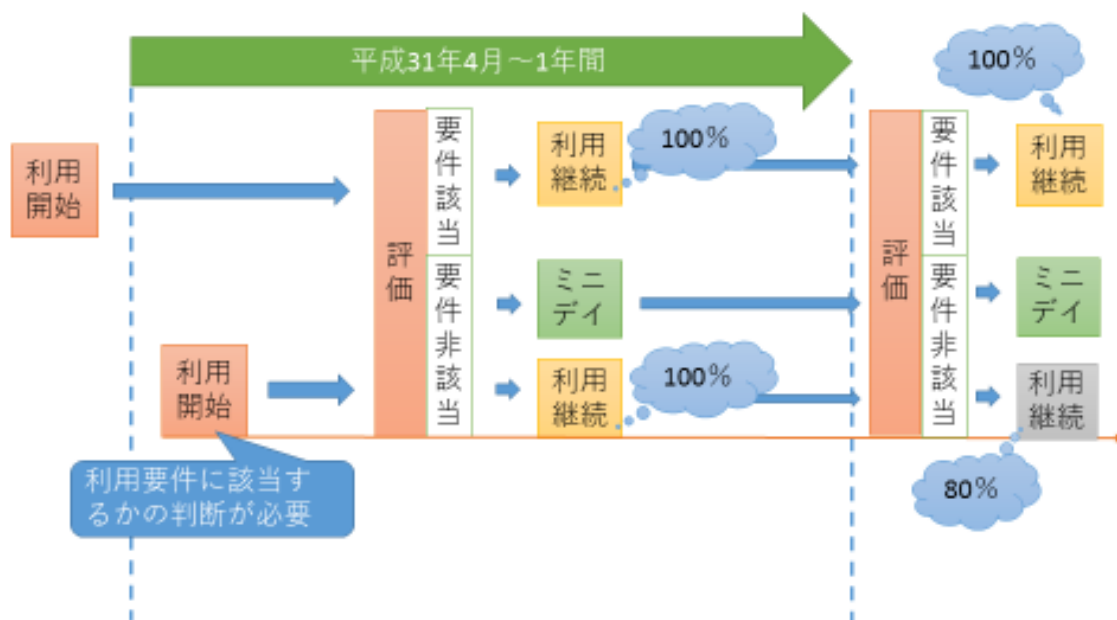 平成31年4月～1年間
100％
利用
開始
評
価
要
件
該
当
利用
継続
100％
評
価
要
件
該
当
利用
継続
要
件
非
該
当
ミニ
デイ
要
件
非
該
当
ミニ
デイ
利用
開始
利用
継続
100％
利用
継続
利用要件に該当す
るかの判断が必要
80％